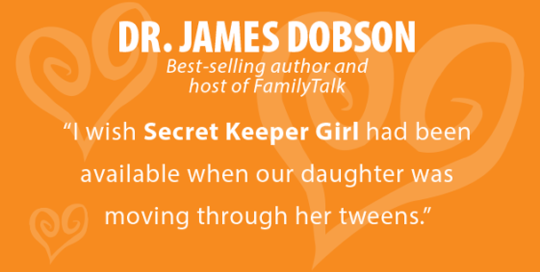 DR. JAMES DOBSON
Best-selling author and
host of FamilyTalk
“I wish Secret Keeper Girl had been
available when our daughter was
moving through her tweens.”